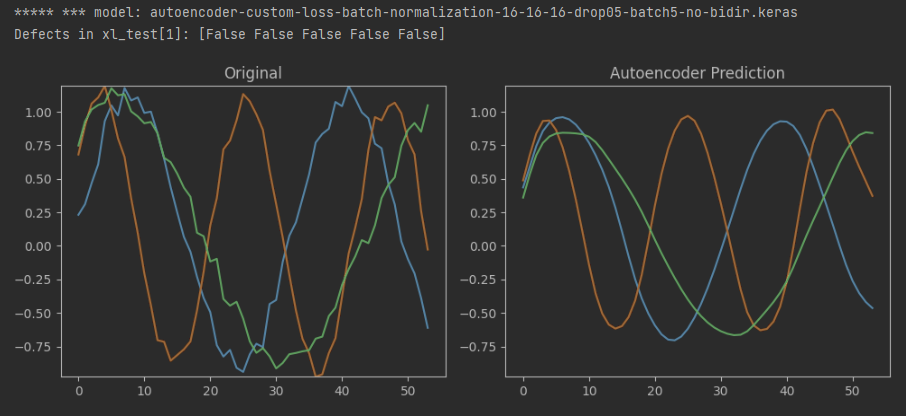 ***** *** model: autoencoder-custom-loss-batch-normalization-16-16-16-drop05-batch5-no-bidir.keras
Defects in xl_test[1]: [False False False False False]
Original
1.00
0.75
0.50
0.25
0.00
−0.25
−0.50
−0.75
0 10 20 30 40 50
Autoencoder Prediction
1.00
0.75
0.50
0.25
0.00
−0.25
−0.50
−0.75
0 10 20 30 40 50